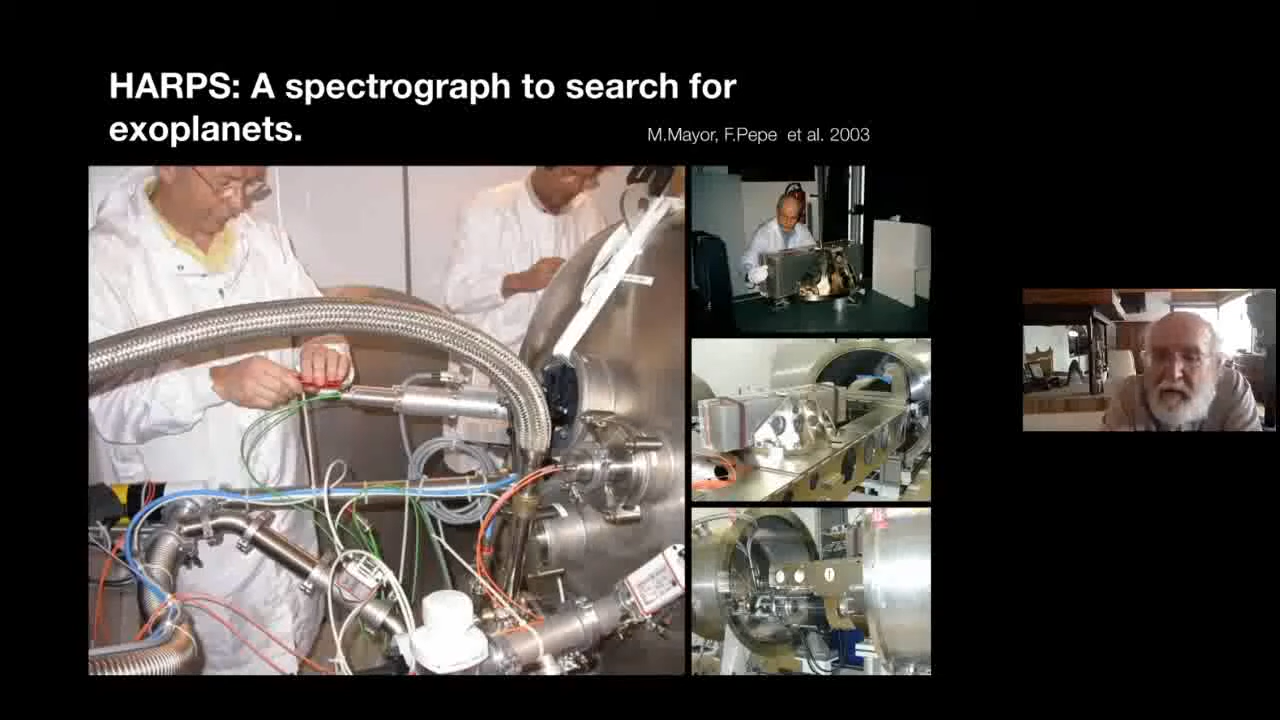 HARPS: A spectrograph to search for
exoplanets.
M.Mayor, F.Pepe et al. 2003